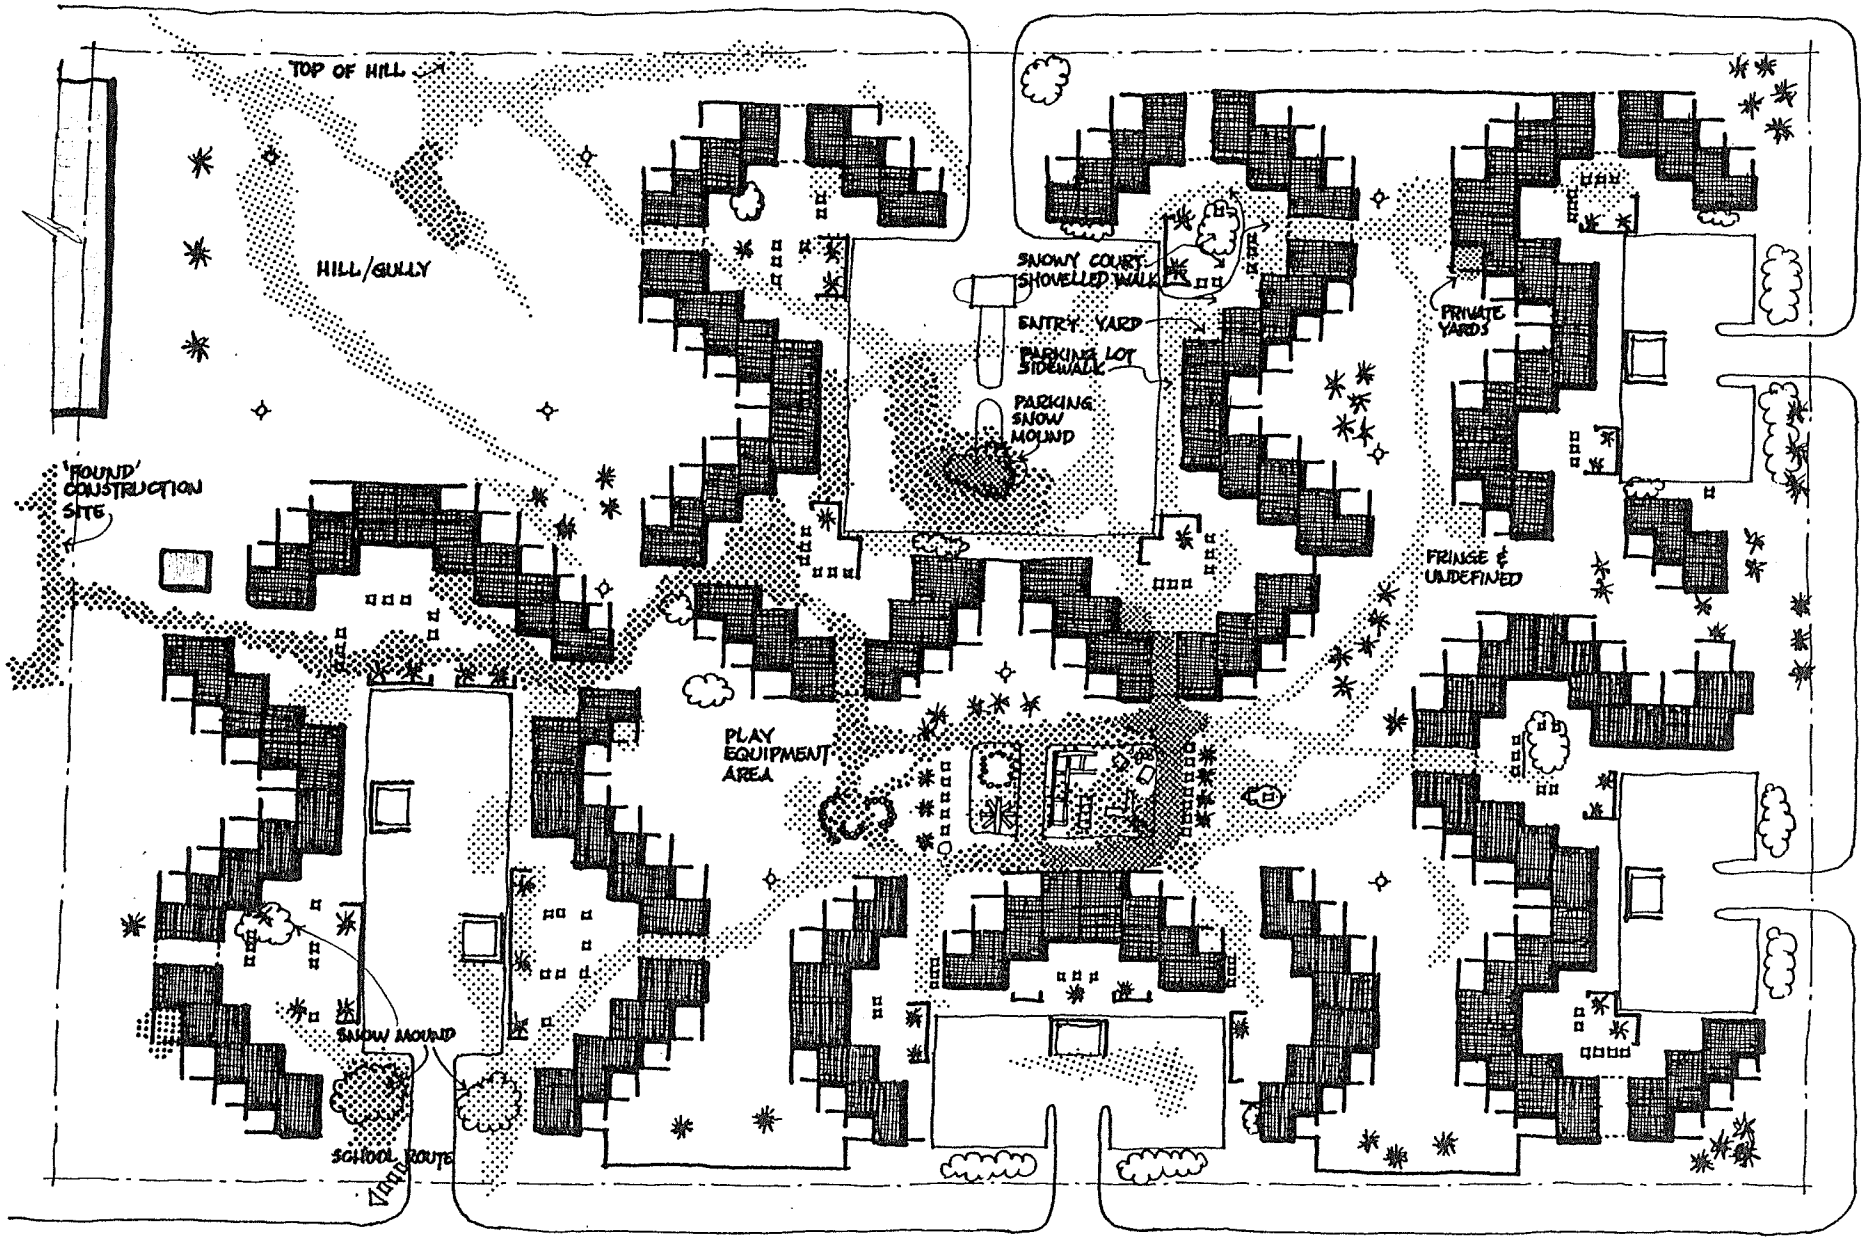 TOP OF HILL
HILL/GULLY
SNOWY COURT
SHOVELLED WALK
ENTRY YARD
PARKING LOT
SIDEWALK
PARKING
SNOW
MOUND
PRIVATE
YARDS
'FOUND'
CONSTRUCTION
SITE
FRINGE &
UNDEFINED
PLAY
EQUIPMENT
AREA
SNOW MOUND
SCHOOL ROUTE